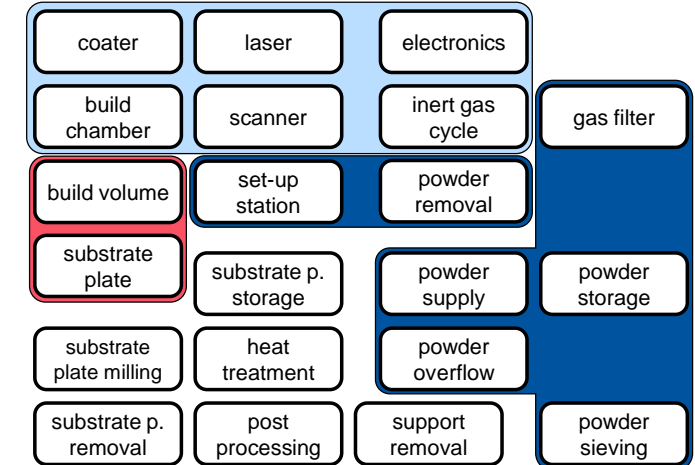 coater
laser
electronics
build
chamber
scanner
inert gas
cycle
gas filter
build volume
set-up
station
powder
removal
substrate
plate
substrate p.
storage
powder
supply
powder
storage
substrate
plate milling
heat
treatment
powder
overflow
substrate p.
removal
post
processing
support
removal
powder
sieving